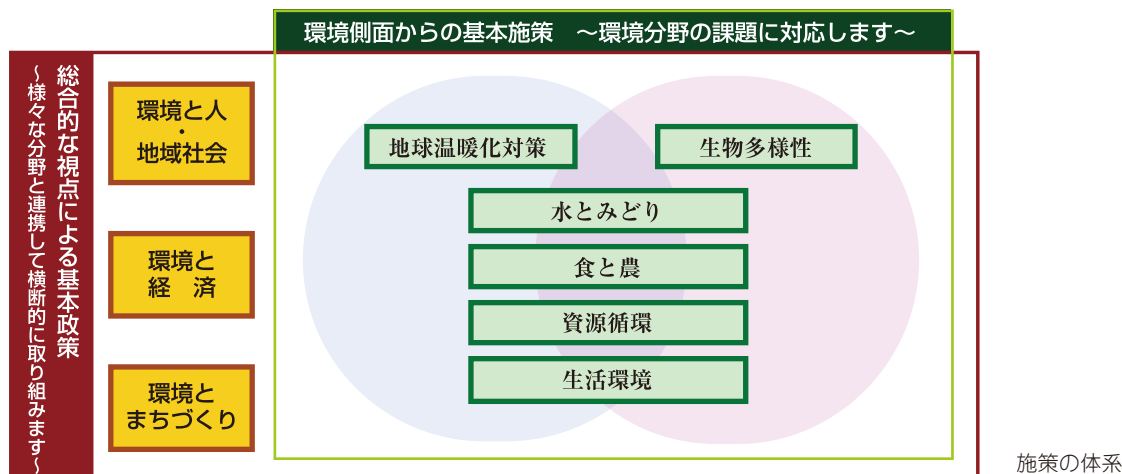 環境側面からの基本施策　～環境分野の課題に対応します～
総合的な視点による基本政策
～様々な分野と連携して横断的に取り組みます～
環境と人
・
地域社会
環境と
経　済
環境と
まちづくり
地球温暖化対策
生物多様性
水とみどり
食と農
資源循環
生活環境
施策の体系